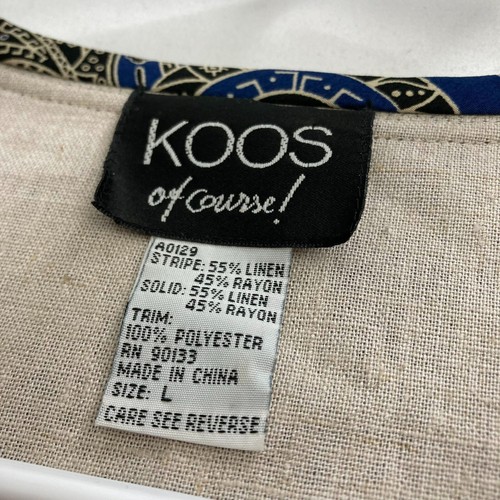 KOOS
of course!
A0129
STRIPE: 55% LINEN
45% RAYON
SOLID: 55% LINEN
45% RAYON
TRIM:
100% POLYESTER
RN 90133
MADE IN CHINA
SIZE: L
CARE SEE REVERSE